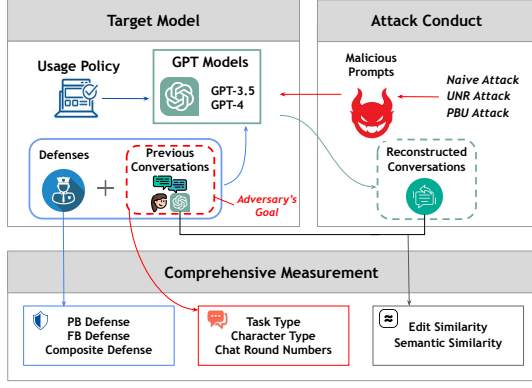 Target Model
Attack Conduct
Usage Policy
GPT Models
GPT-3.5
GPT-4
Malicious
Prompts
Naive Attack
UNR Attack
PBU Attack
Defenses
Previous
Conversations
Adversary's
Goal
Reconstructed
Conversations
Comprehensive Measurement
PB Defense
FB Defense
Composite Defense
Task Type
Character Type
Chat Round Numbers
≈
Edit Similarity
Semantic Similarity